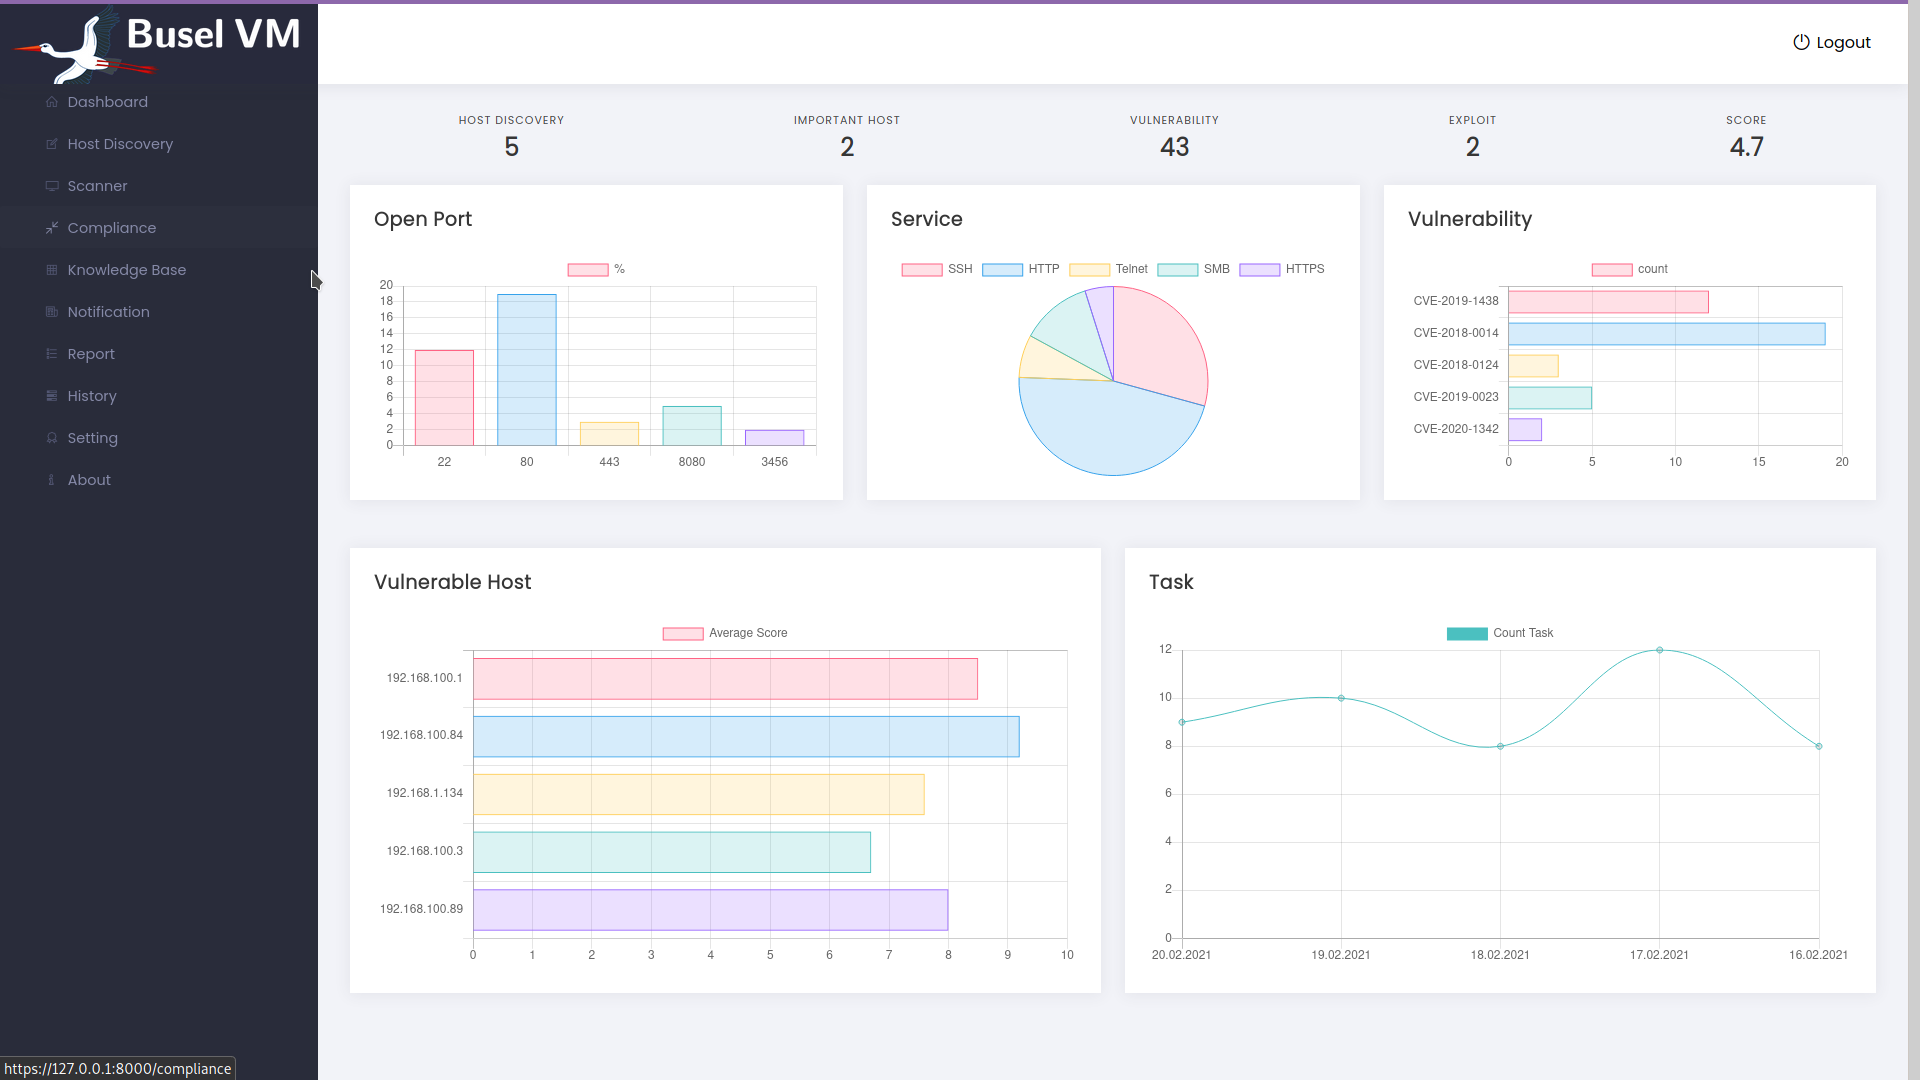 Busel VM
Logout
Dashboard
Host Discovery
Scanner
Compliance
Knowledge Base
Notification
Report
History
Setting
About
HOST DISCOVERY
5
IMPORTANT HOST
2
VULNERABILITY
43
EXPLOIT
2
SCORE
4.7
Open Port
%
20
18
16
14
12
10
8
6
4
2
0
22 80 443 8080 3456
Service
SSH HTTP Telnet SMB HTTPS
Vulnerability
count
CVE-2019-1438
CVE-2018-0014
CVE-2018-0124
CVE-2019-0023
CVE-2020-1342
0 5 10 15 20
Vulnerable Host
Average Score
192.168.100.1
192.168.100.84
192.168.1.134
192.168.100.3
192.168.100.89
0 1 2 3 4 5 6 7 8 9 10
Task
Count Task
12
10
8
6
4
2
0
20.02.2021 19.02.2021 18.02.2021 17.02.2021 16.02.2021
https://127.0.0.1:8000/compliance